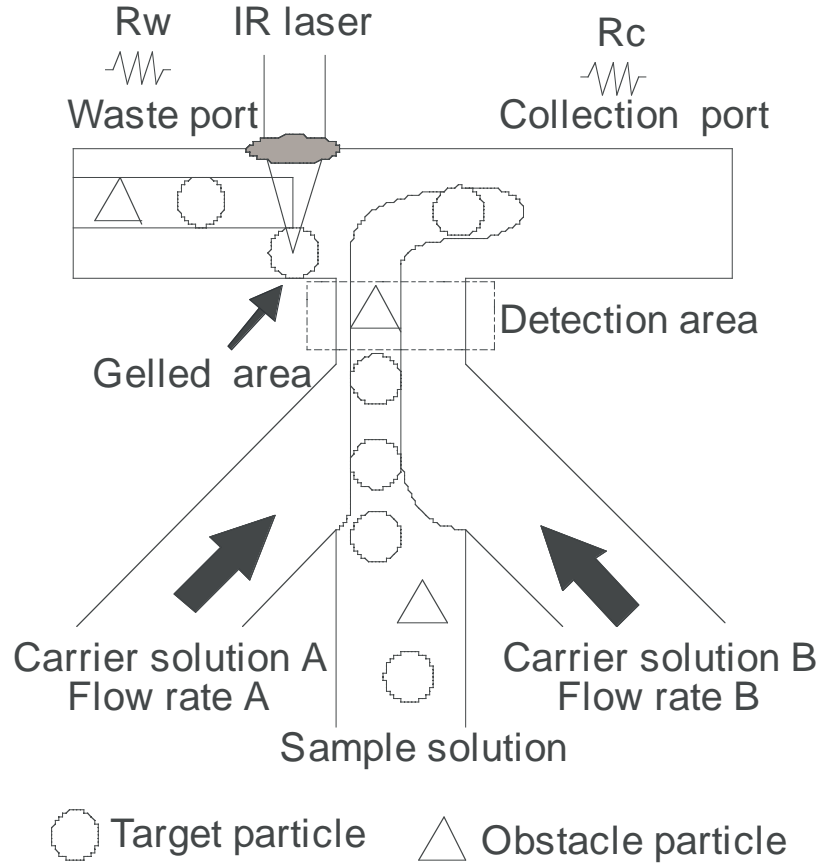 Rw
IR laser
Rc
Waste port
Collection port
Detection area
Gelled area
Carrier solution A
Flow rate A
Carrier solution B
Flow rate B
Sample solution
Target particle
Obstacle particle